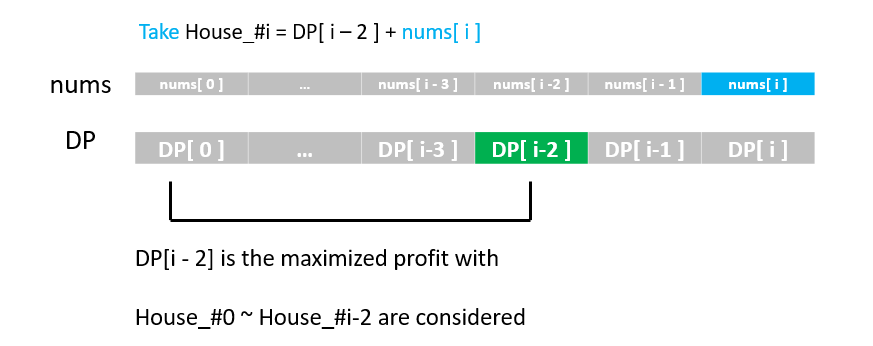 Take House_#i = DP[ i – 2 ] + nums[ i ]
nums nums[ 0 ] ... nums[ i - 3 ] nums[ i -2 ] nums[ i - 1 ] nums[ i ]
DP DP[ 0 ] ... DP[ i-3 ] DP[ i-2 ] DP[ i-1 ] DP[ i ]
DP[i - 2] is the maximized profit with
House_#0 ~ House_#i-2 are considered